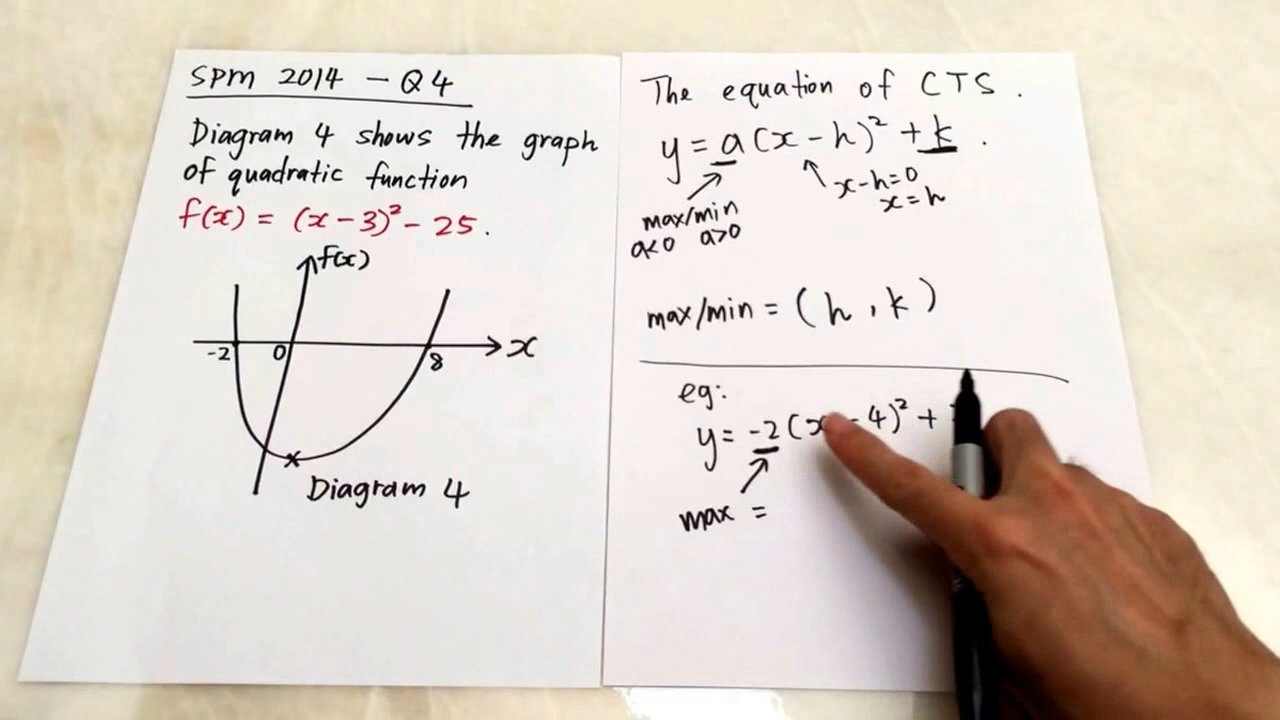 SPM 2014 - Q4
Diagram 4 shows the graph
of quadratic function
f(x) = (x-3)² - 25.
f(x)
-2 0 8 x
Diagram 4
The equation of CTS.
y = a(x-h)² + k.
x-h=0
x=h
max/min
a<0 a>0
max/min = (h, k)
eg:
y = -2(x-4)² +
max =